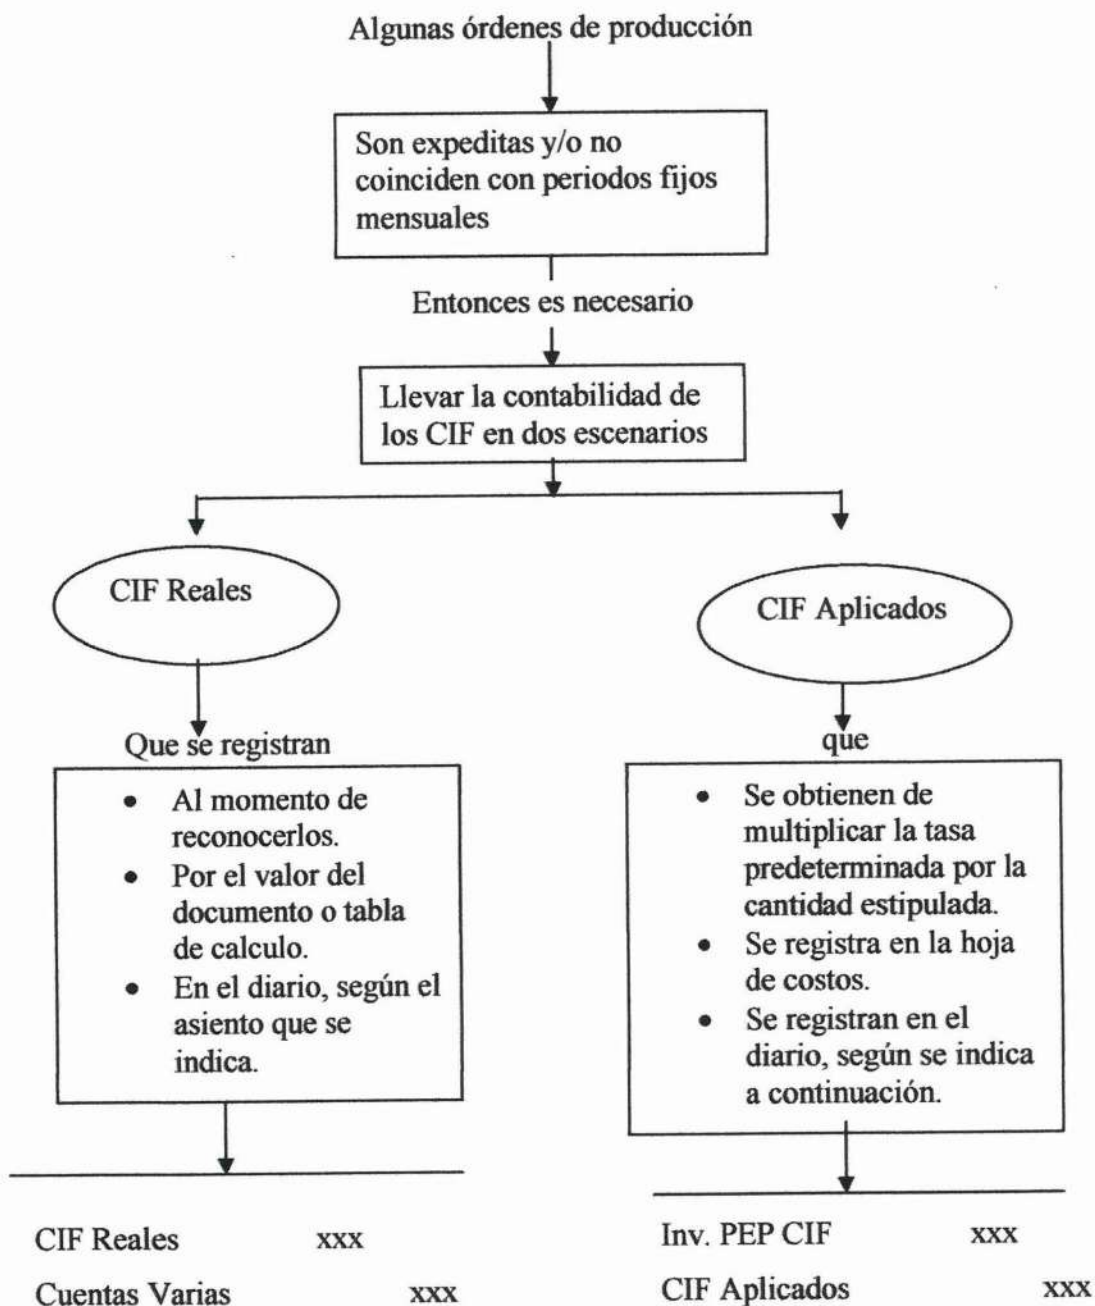 Algunas órdenes de producción
Son expeditas y/o no
coinciden con periodos fijos
mensuales
Entonces es necesario
Llevar la contabilidad de
los CIF en dos escenarios
CIF Reales
Que se registran
• Al momento de
reconocerlos.
• Por el valor del
documento o tabla
de calculo.
• En el diario, según el
asiento que se
indica.
CIF Reales xxx
Cuentas Varias xxx
CIF Aplicados
que
• Se obtienen de
multiplicar la tasa
predeterminada por la
cantidad estipulada.
• Se registra en la hoja
de costos.
• Se registran en el
diario, según se indica
a continuación.
Inv. PEP CIF xxx
CIF Aplicados xxx